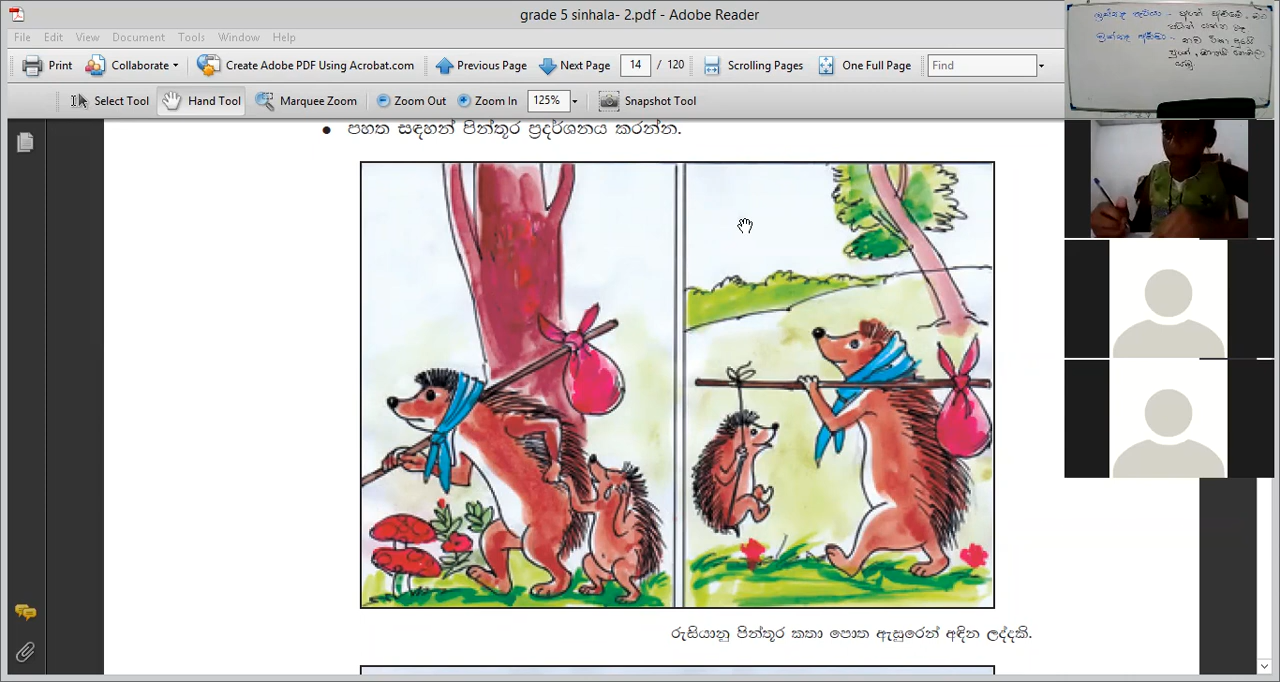 grade 5 sinhala- 2.pdf - Adobe Reader
File Edit View Document Tools Window Help
Print Collaborate Create Adobe PDF Using Acrobat.com Previous Page Next Page 14 / 120 Scrolling Pages One Full Page Find
Select Tool Hand Tool Marquee Zoom Zoom Out Zoom In 125% Snapshot Tool
• පහත සඳහන් පින්තූර ප්‍රදර්ශනය කරන්න.
රුසියානු පින්තූර කතා පොත ඇසුරෙන් අඳින ලද්දකි.